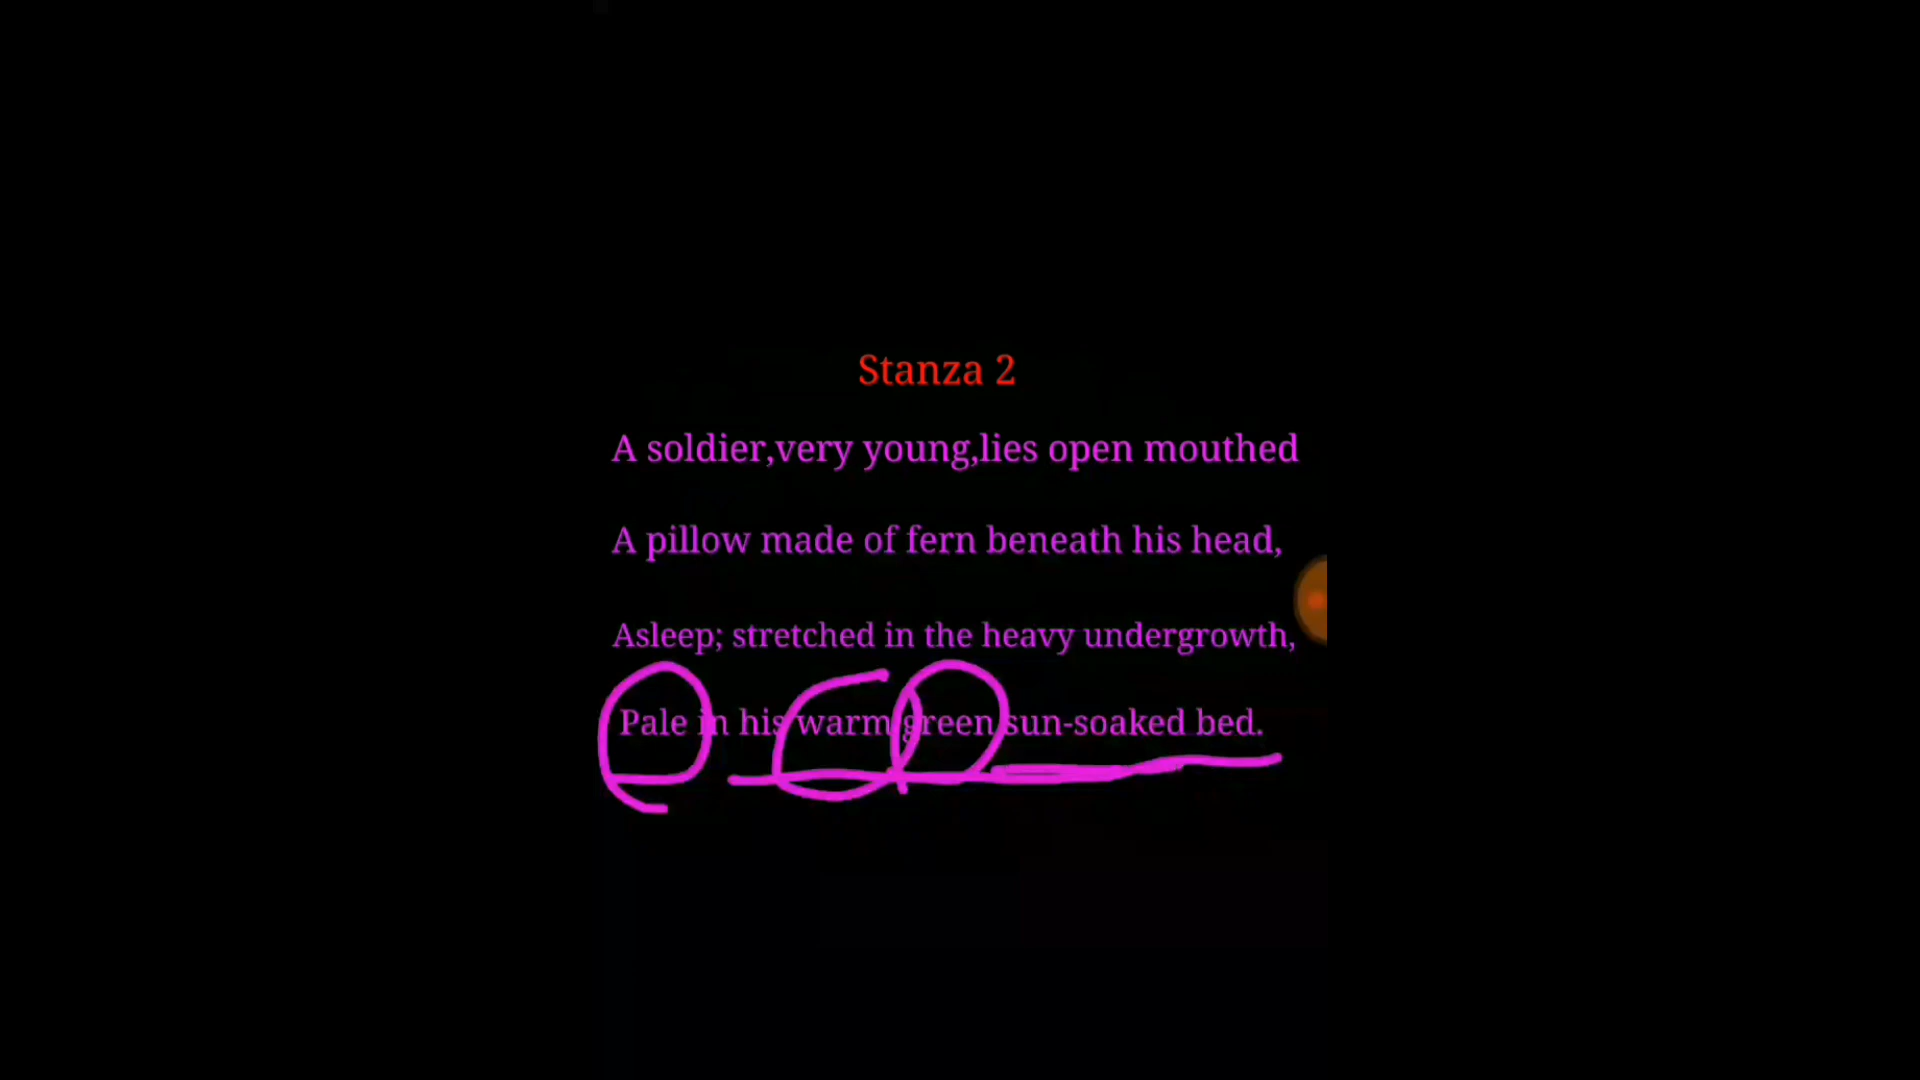 Stanza 2
A soldier,very young,lies open mouthed
A pillow made of fern beneath his head,
Asleep; stretched in the heavy undergrowth,
Pale in his warm green sun-soaked bed.